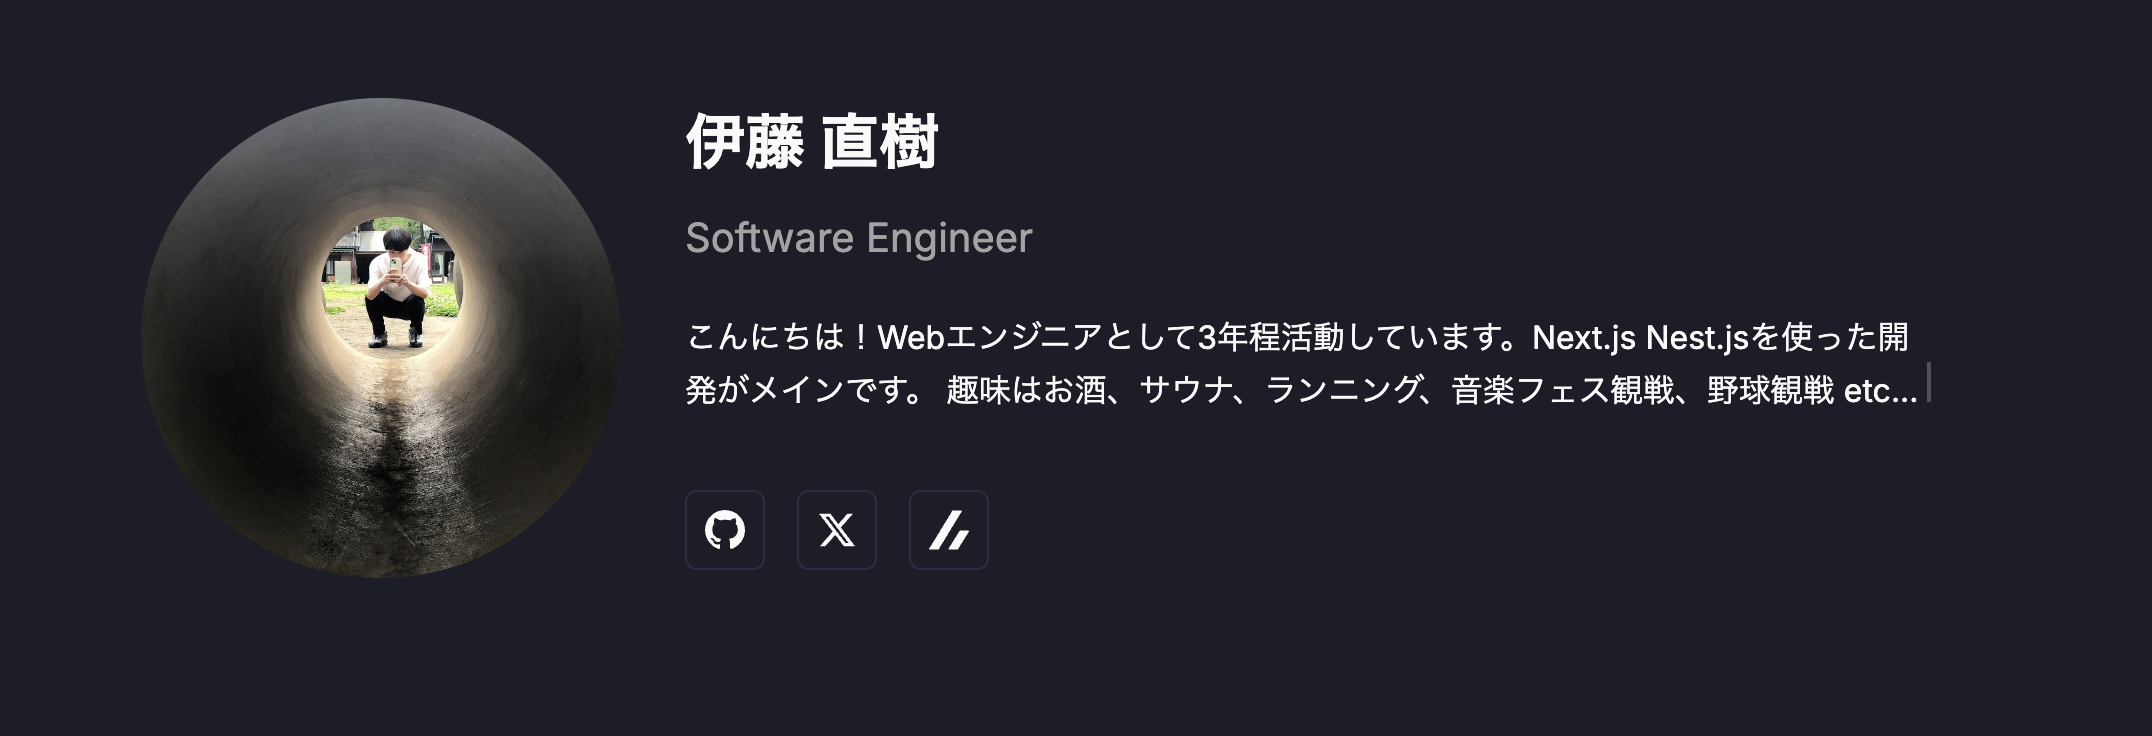 伊藤 直樹
Software Engineer
こんにちは！Webエンジニアとして3年程活動しています。Next.js Nest.jsを使った開
発がメインです。 趣味はお酒、サウナ、ランニング、音楽フェス観戦、野球観戦 etc...